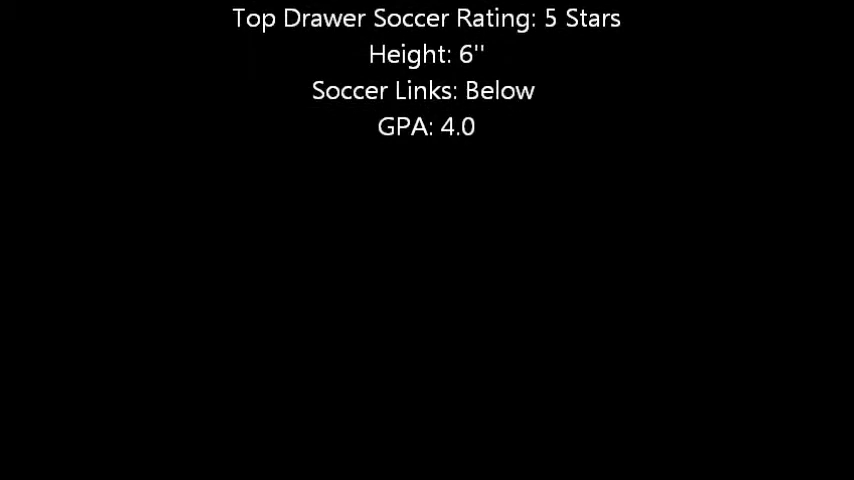 Top Drawer Soccer Rating: 5 Stars
Height: 6''
Soccer Links: Below
GPA: 4.0